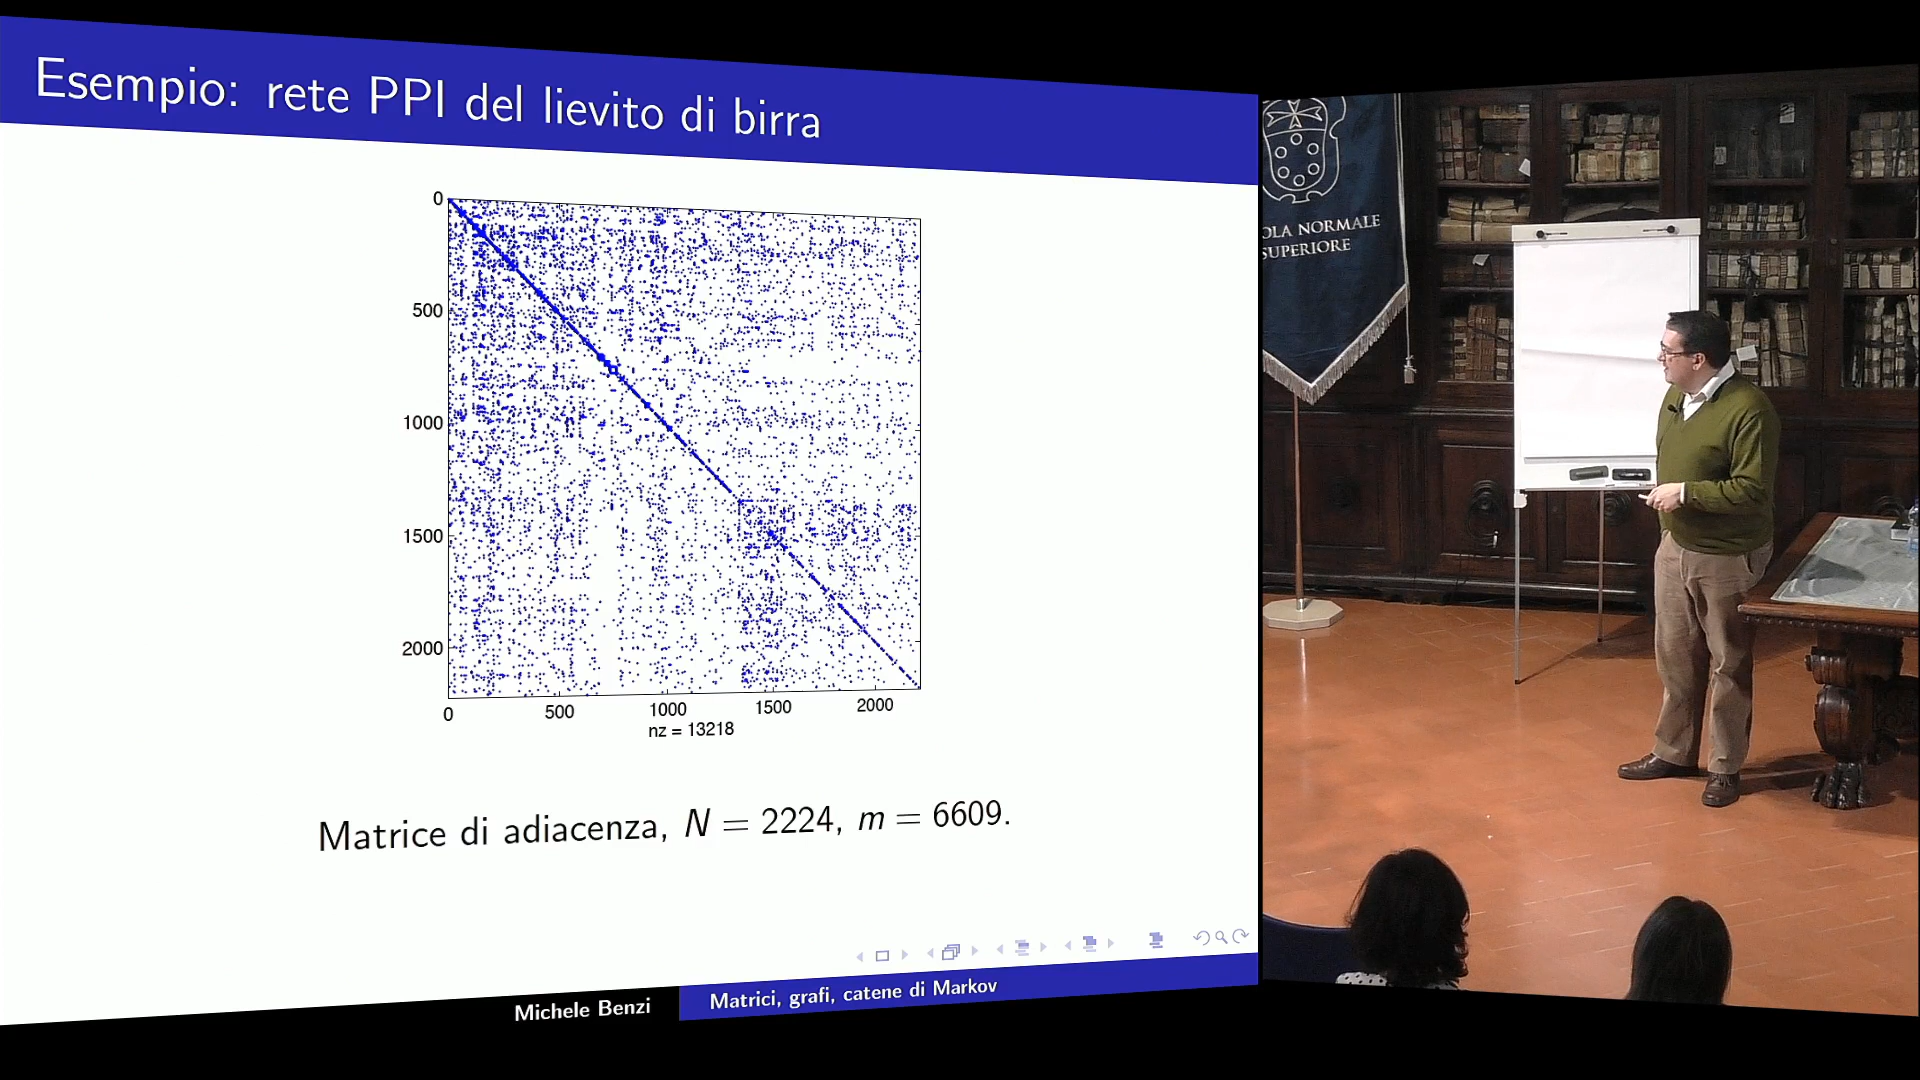 Esempio: rete PPI del lievito di birra
0
500
1000
1500
2000
0 500 1000 1500 2000
nz = 13218
Matrice di adiacenza, N = 2224, m = 6609.
Michele Benzi Matrici, grafi, catene di Markov
OLA NORMALE
SUPERIORE